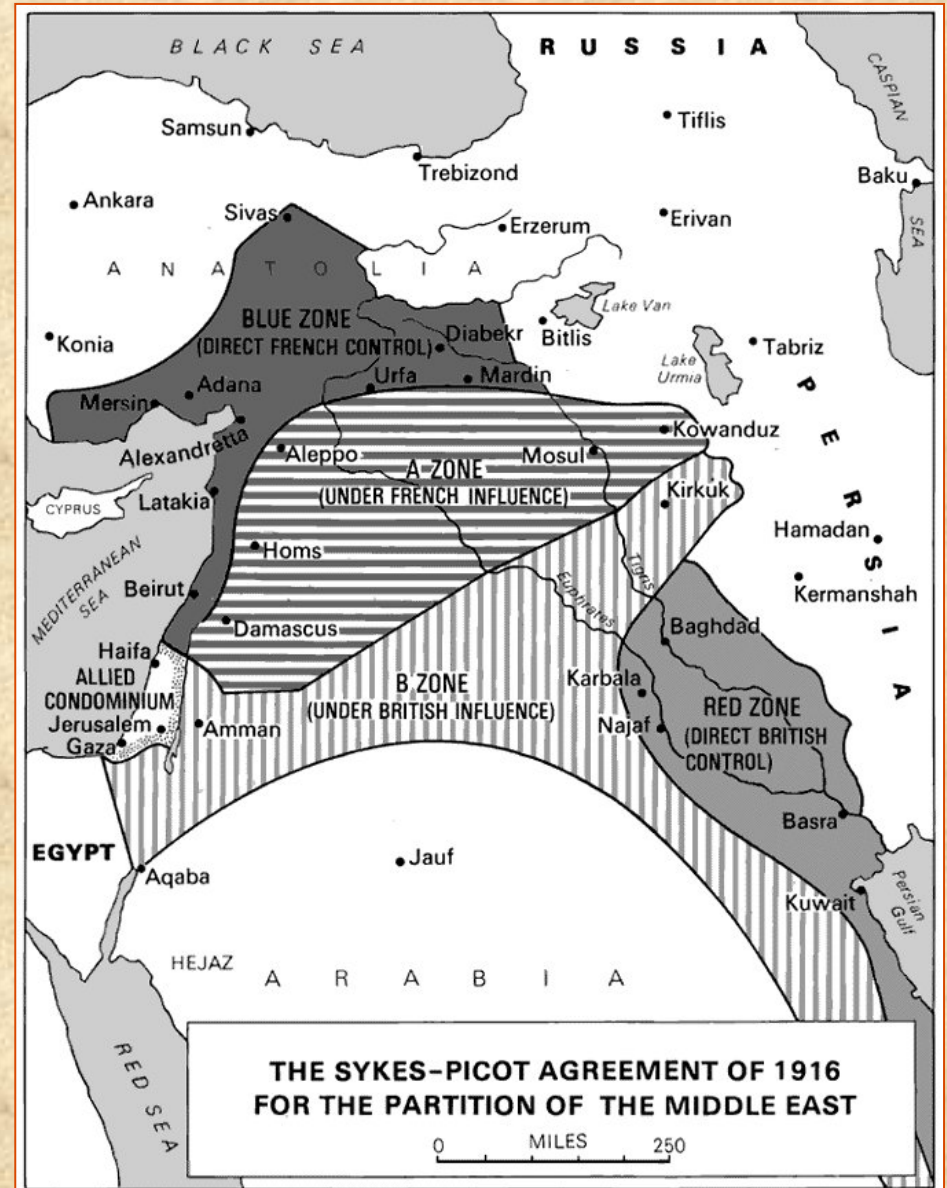 BLACK SEA
RUSSIA
CASPIAN
SEA
Samsun
Tiflis
Trebizond
Baku
Ankara
Sivas
Erzerum
Erivan
ANATOLIA
Lake Van
BLUE ZONE
(DIRECT FRENCH CONTROL)
Diabekr
Bitlis
Konia
Tabriz
Lake
Urmia
Adana
Urfa
Mardin
Mersin
PERSIA
Alexandretta
Kowanduz
Aleppo
Mosul
A ZONE
(UNDER FRENCH INFLUENCE)
Latakia
Kirkuk
CYPRUS
Hamadan
Homs
MEDITERRANEAN
SEA
Tigris
Euphrates
Kermanshah
Beirut
Damascus
Baghdad
Haifa
ALLIED
CONDOMINIUM
Karbala
B ZONE
(UNDER BRITISH INFLUENCE)
Jerusalem
Amman
Najaf
RED ZONE
(DIRECT BRITISH
CONTROL)
Gaza
Basra
EGYPT
Jauf
Aqaba
Kuwait
Persian
Gulf
HEJAZ
ARABIA
RED SEA
THE SYKES–PICOT AGREEMENT OF 1916
FOR THE PARTITION OF THE MIDDLE EAST
0 MILES 250